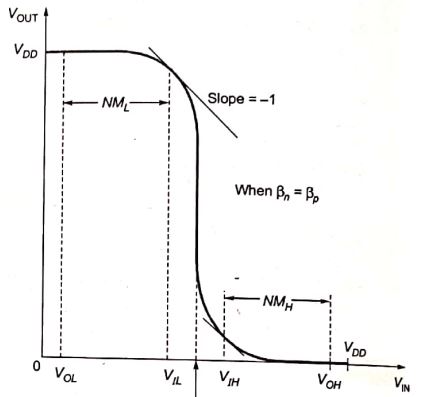 V_OUT
V_DD
NM_L
Slope = –1
When β_n = β_p
NM_H
V_DD
0
V_OL
V_IL
V_IH
V_OH
V_IN